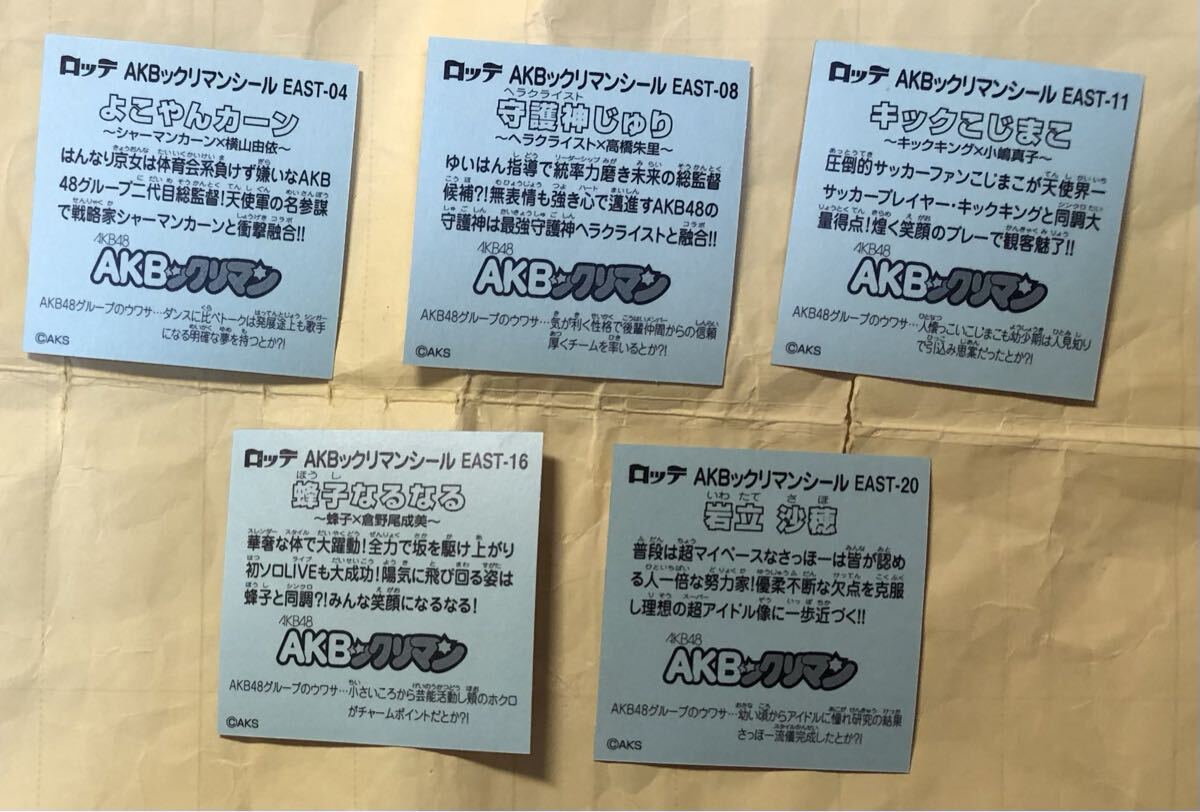 ロッテ AKBックリマンシール EAST-04
よこやんカーン
～シャーマンカーン×横山由依～
はんなり京女は体育会系負けず嫌いなAKB
48グループ二代目総監督!天使軍の名参謀
で戦略家シャーマンカーンと衝撃融合!!
AKB48
AKBックリマン
AKB48グループのウワサ…ダンスに比べトークは発展途上も歌手
になる明確な夢を持つとか?!
©AKS
ロッテ AKBックリマンシール EAST-08
ヘラクライスト
守護神じゅり
～ヘラクライスト×高橋朱里～
ゆいはん指導で統率力磨き未来の総監督
候補?!無表情も強き心で邁進するAKB48の
守護神は最強守護神ヘラクライストと融合!!
AKB48
AKBックリマン
AKB48グループのウワサ…気が利く性格で後輩仲間からの信頼
厚くチームを率いるとか?!
©AKS
ロッテ AKBックリマンシール EAST-11
キックこじまこ
～キックキング×小嶋真子～
圧倒的サッカーファンこじまこが天使界一
サッカープレイヤー・キックキングと同調大
量得点!煌く笑顔のプレーで観客魅了!!
AKB48
AKBックリマン
AKB48グループのウワサ…人懐っこいこじまこも幼少期は人見知り
で引込み思案だったとか?!
©AKS
ロッテ AKBックリマンシール EAST-16
ほうし
蜂子なるなる
～蜂子×倉野尾成美～
華奢な体で大躍動!全力で坂を駆け上がり
初ソロLIVEも大成功!陽気に飛び回る姿は
蜂子と同調?!みんな笑顔になるなる!
AKB48
AKBックリマン
AKB48グループのウワサ…小さいころから芸能活動し頬のホクロ
がチャームポイントだとか?!
©AKS
ロッテ AKBックリマンシール EAST-20
いわたて さほ
岩立 沙穂
普段は超マイペースなさっほーは皆が認め
る人一倍な努力家!優柔不断な欠点を克服
し理想の超アイドル像に一歩近づく!!
AKB48
AKBックリマン
AKB48グループのウワサ…幼い頃からアイドルに憧れ研究の結果
さっほー流儀完成したとか?!
©AKS